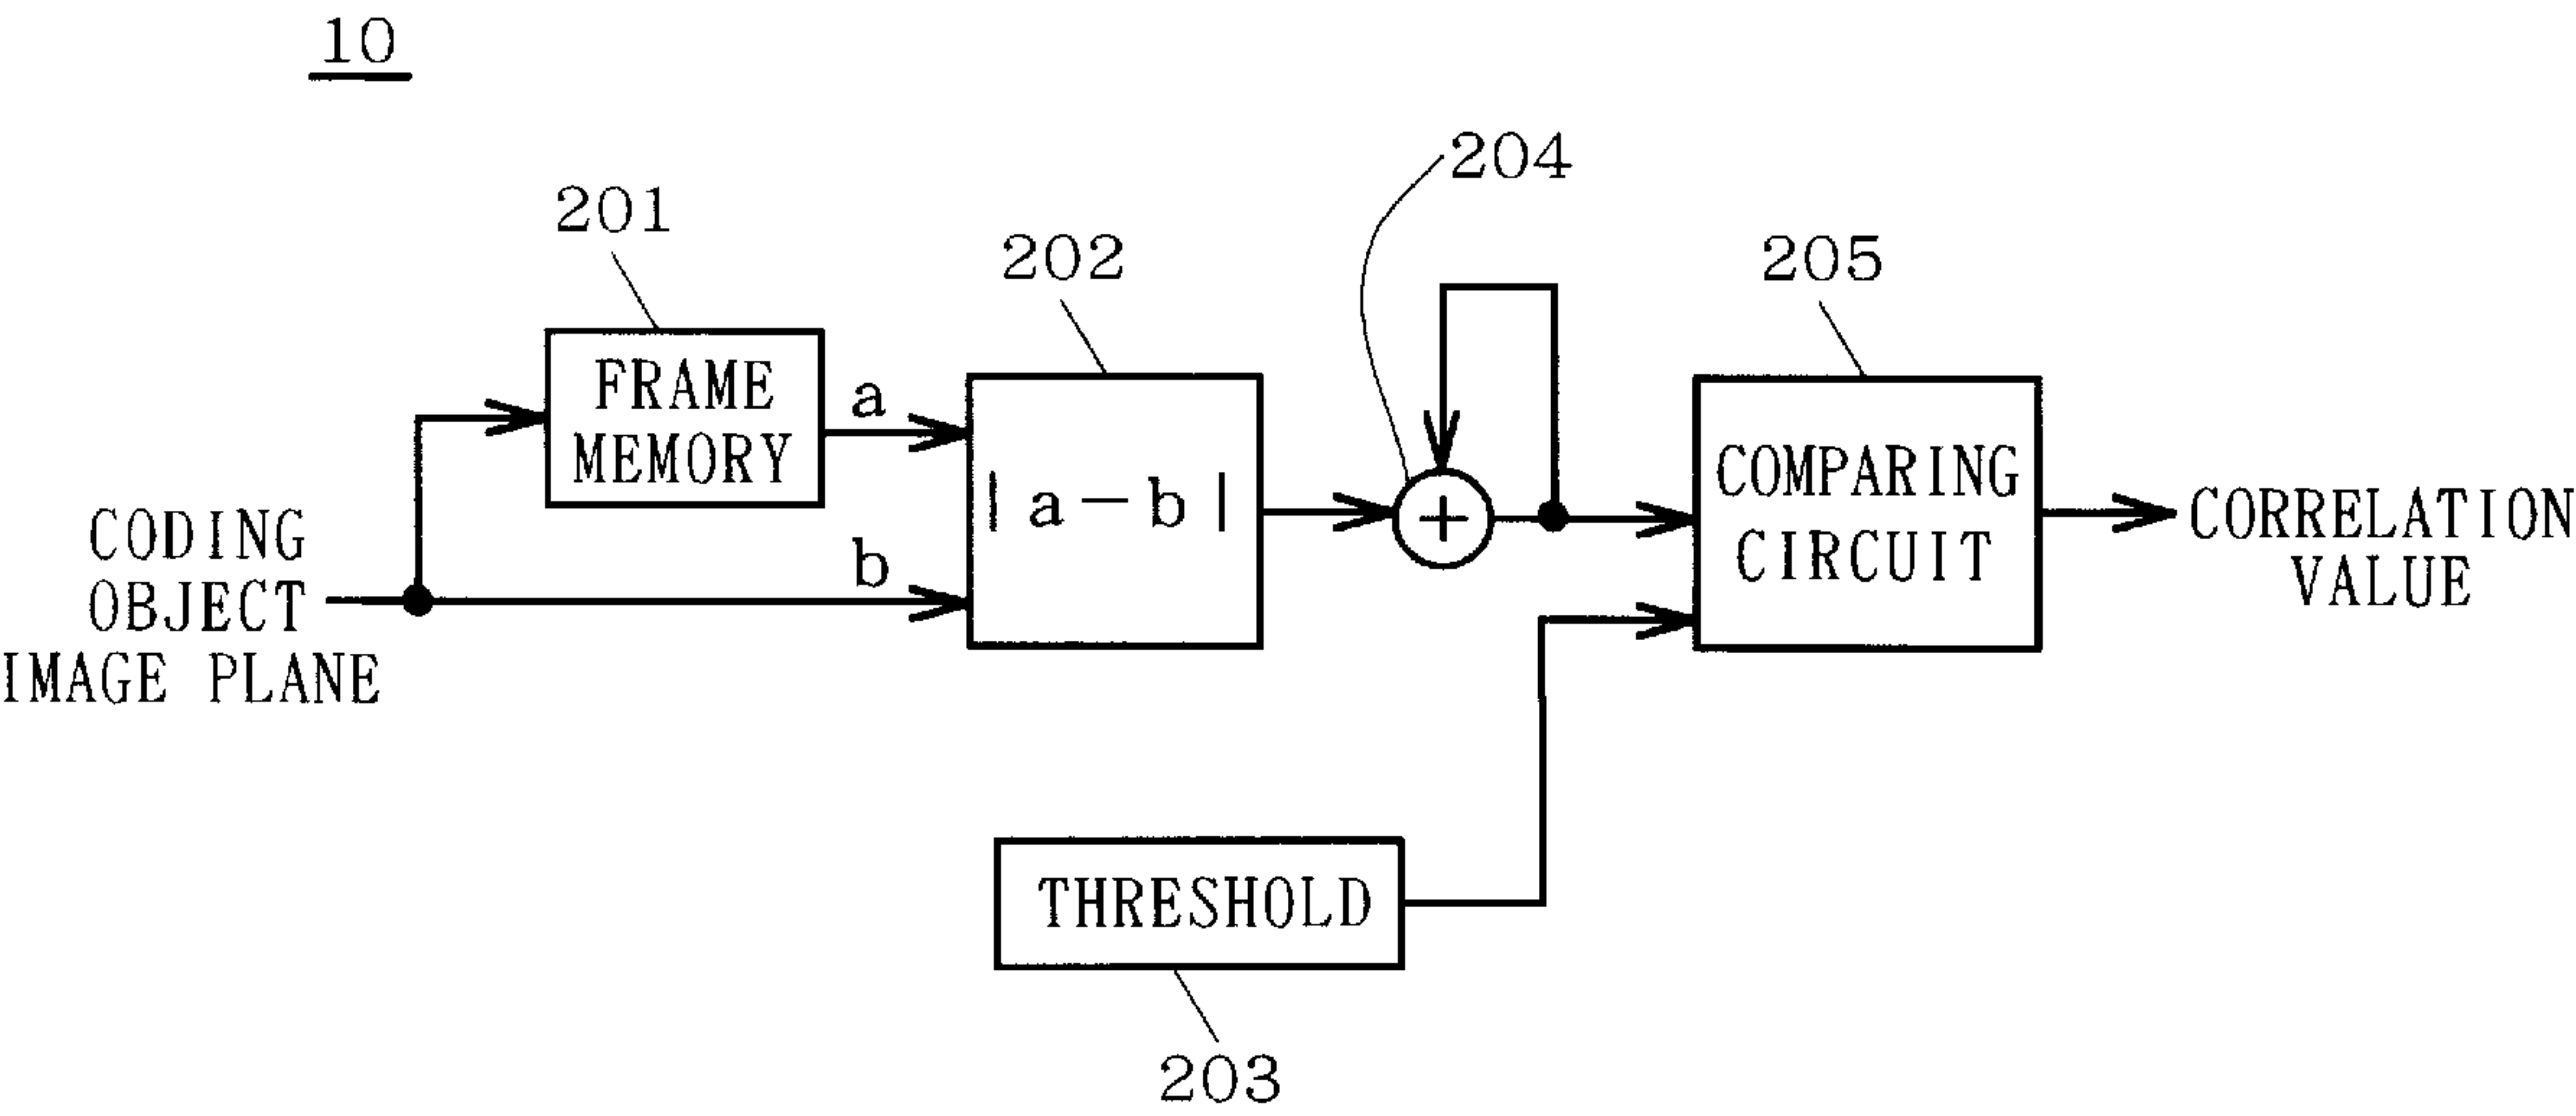 10
204
201
202
205
FRAME
MEMORY
a
| a − b |
b
+
COMPARING
CIRCUIT
CODING
OBJECT
IMAGE PLANE
CORRELATION
VALUE
THRESHOLD
203